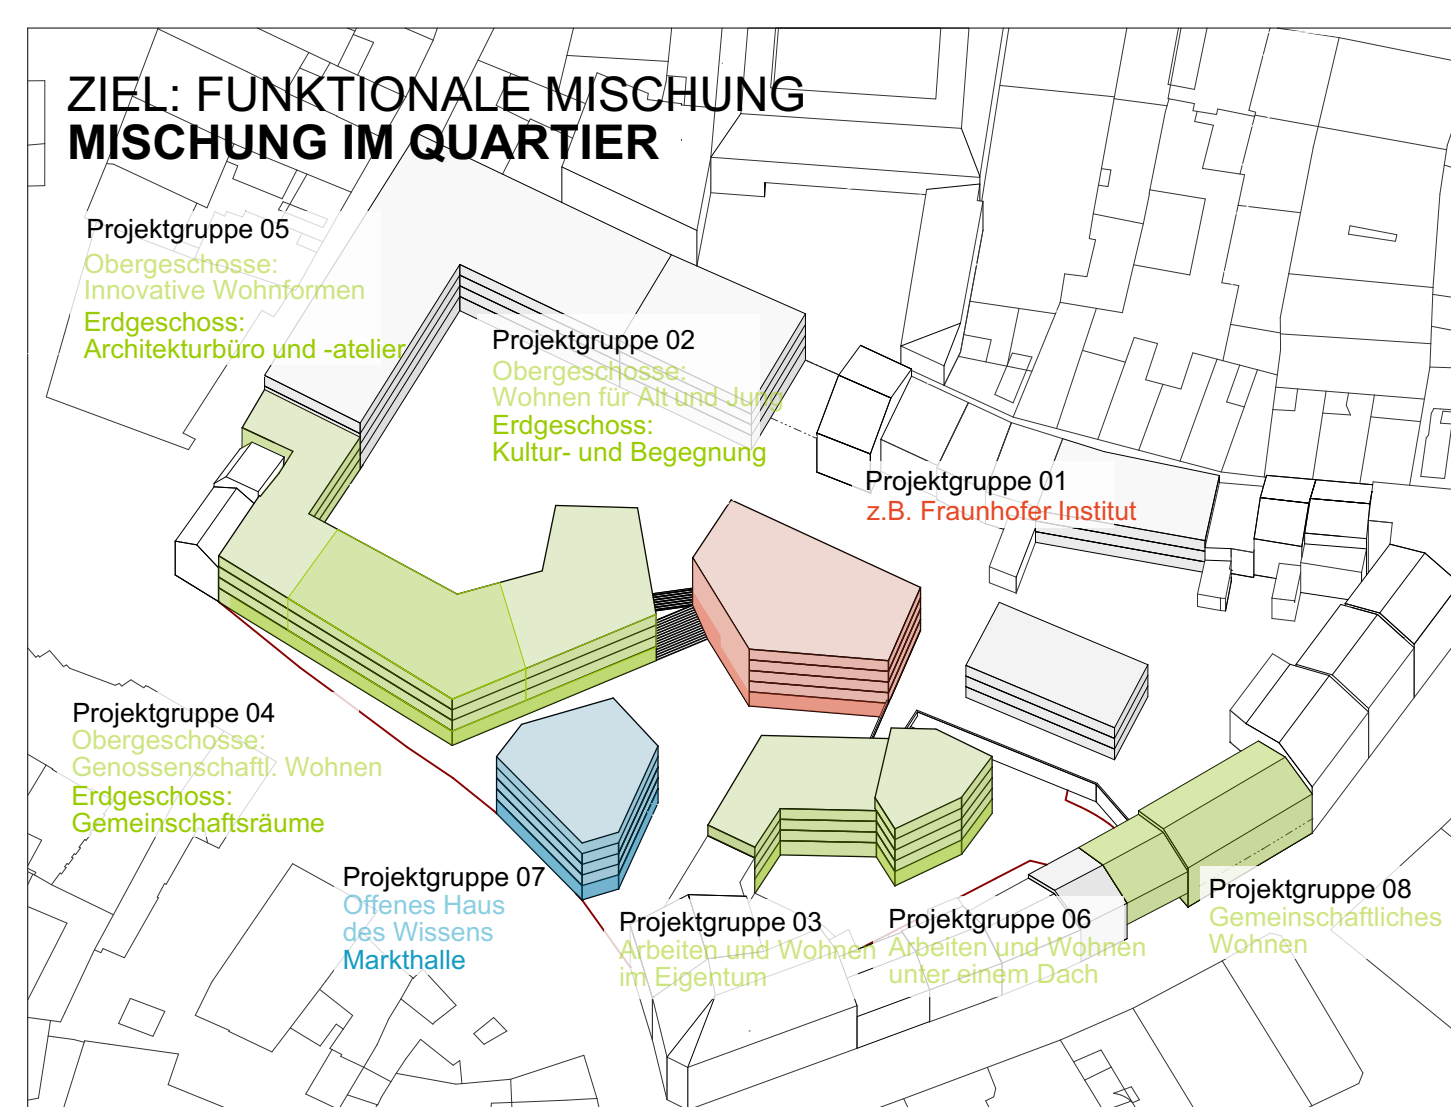 ZIEL: FUNKTIONALE MISCHUNG
MISCHUNG IM QUARTIER
Projektgruppe 05
Obergeschosse:
Innovative Wohnformen
Erdgeschoss:
Architekturbüro und -atelier
Projektgruppe 02
Obergeschosse:
Wohnen für Alt und Jung
Erdgeschoss:
Kultur- und Begegnung
Projektgruppe 01
z.B. Fraunhofer Institut
Projektgruppe 04
Obergeschosse:
Genossenschaftl. Wohnen
Erdgeschoss:
Gemeinschaftsräume
Projektgruppe 07
Offenes Haus
des Wissens
Markthalle
Projektgruppe 03
Arbeiten und Wohnen
im Eigentum
Projektgruppe 06
Arbeiten und Wohnen
unter einem Dach
Projektgruppe 08
Gemeinschaftliches
Wohnen